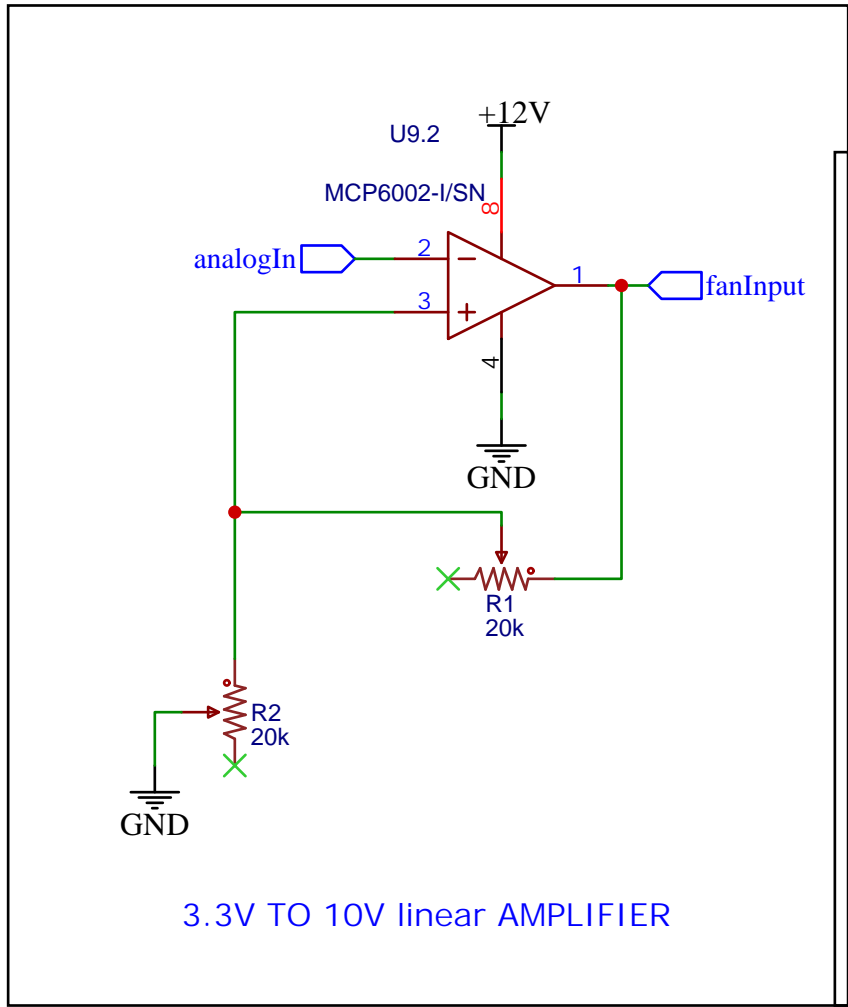 +12V
U9.2
MCP6002-I/SN
8
analogIn
2
1
fanInput
3
4
GND
R1
20k
R2
20k
GND
3.3V TO 10V linear AMPLIFIER